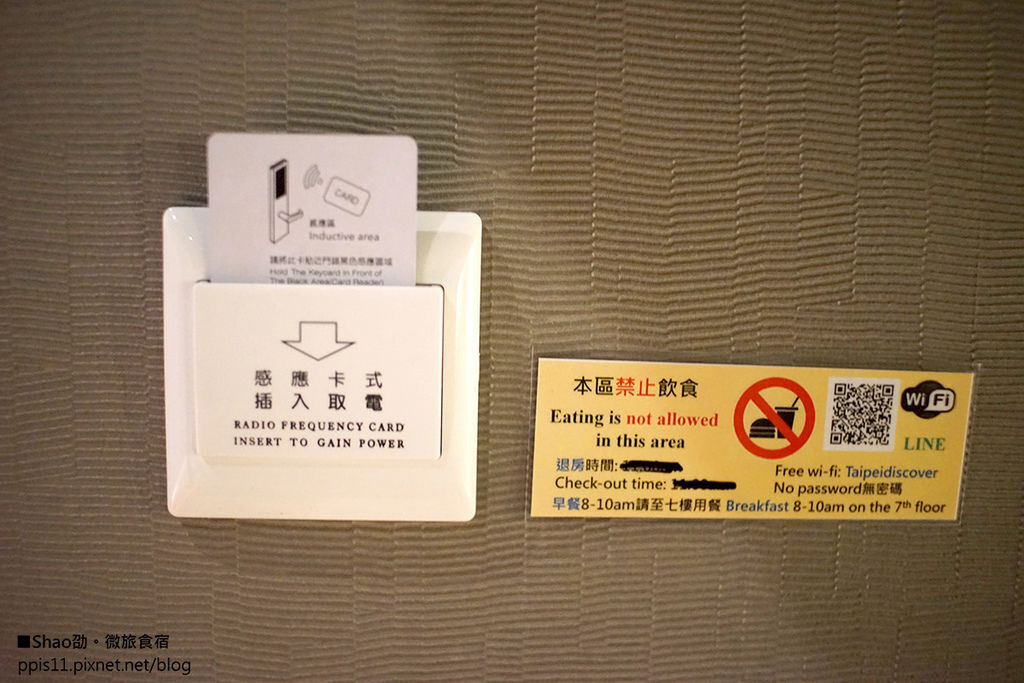 CARD
感應區
Inductive area
請將此卡貼近門鎖黑色感應區域
Hold The Keycard In Front of
The Black Area(Card Reader)
感應卡式
插入取電
RADIO FREQUENCY CARD
INSERT TO GAIN POWER
本區禁止飲食
Eating is not allowed
in this area
WiFi
LINE
退房時間:
Check-out time:
Free wi-fi: Taipeidiscover
No password無密碼
早餐8-10am請至七樓用餐 Breakfast 8-10am on the 7th floor
■Shao劭。微旅食宿
ppis11.pixnet.net/blog